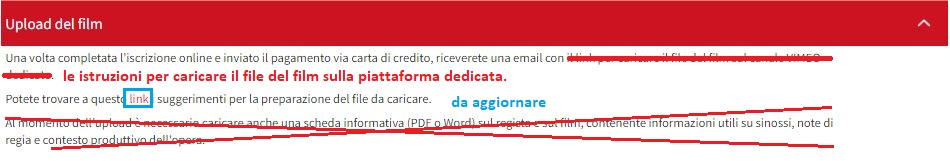 Upload del film
Una volta completata l'iscrizione online e inviato il pagamento via carta di credito, riceverete una email con il link per caricare il file del film sul canale VIMEO
dedicato. le istruzioni per caricare il file del film sulla piattaforma dedicata.
Potete trovare a questo link suggerimenti per la preparazione del file da caricare. da aggiornare
Al momento dell'upload è necessario caricare anche una scheda informativa (PDF o Word) sul regista e sul film, contenente informazioni utili su sinossi, note di
regia e contesto produttivo dell'opera.